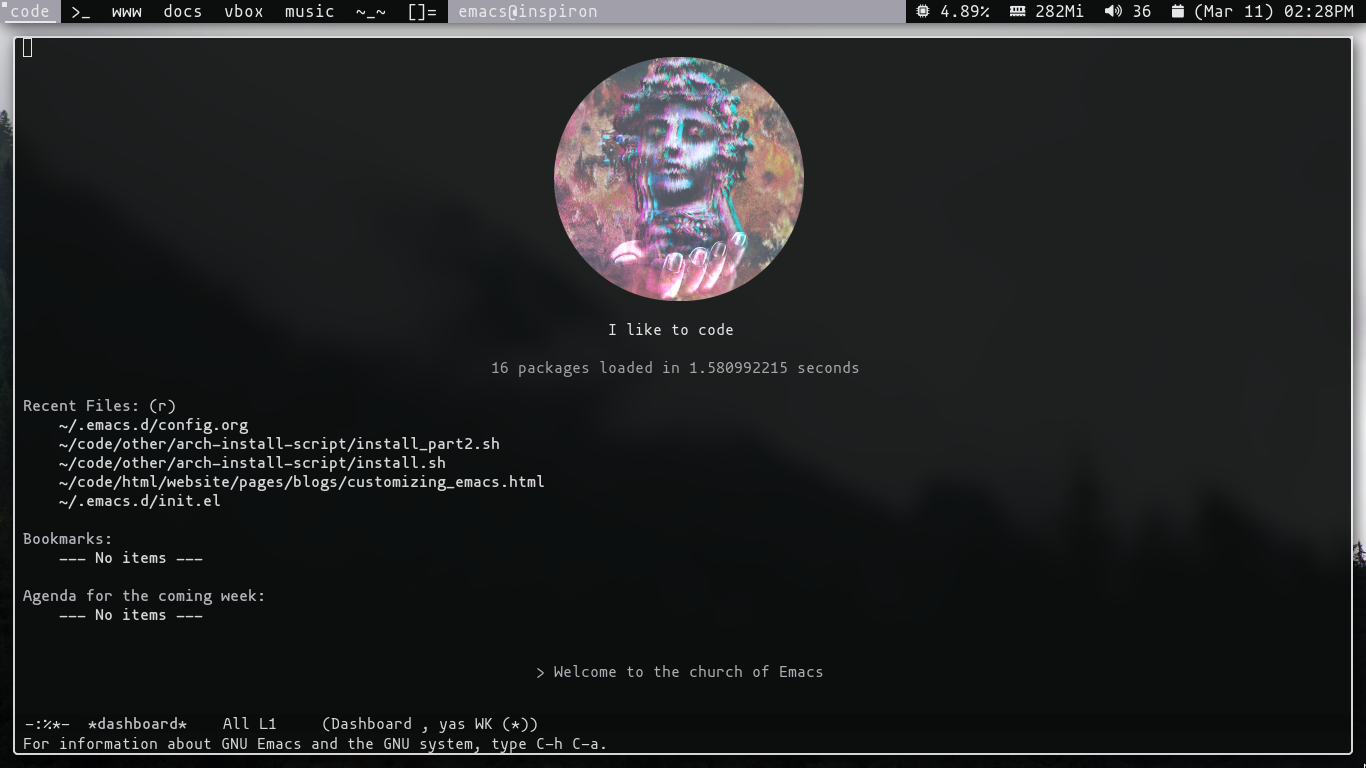 code >_ www docs vbox music ~_~ []= emacs@inspiron 4.89% 282Mi 36 (Mar 11) 02:28PM
I like to code
16 packages loaded in 1.580992215 seconds
Recent Files: (r)
~/.emacs.d/config.org
~/code/other/arch-install-script/install_part2.sh
~/code/other/arch-install-script/install.sh
~/code/html/website/pages/blogs/customizing_emacs.html
~/.emacs.d/init.el
Bookmarks:
--- No items ---
Agenda for the coming week:
--- No items ---
> Welcome to the church of Emacs
-:%*- *dashboard* All L1 (Dashboard , yas WK (*))
For information about GNU Emacs and the GNU system, type C-h C-a.